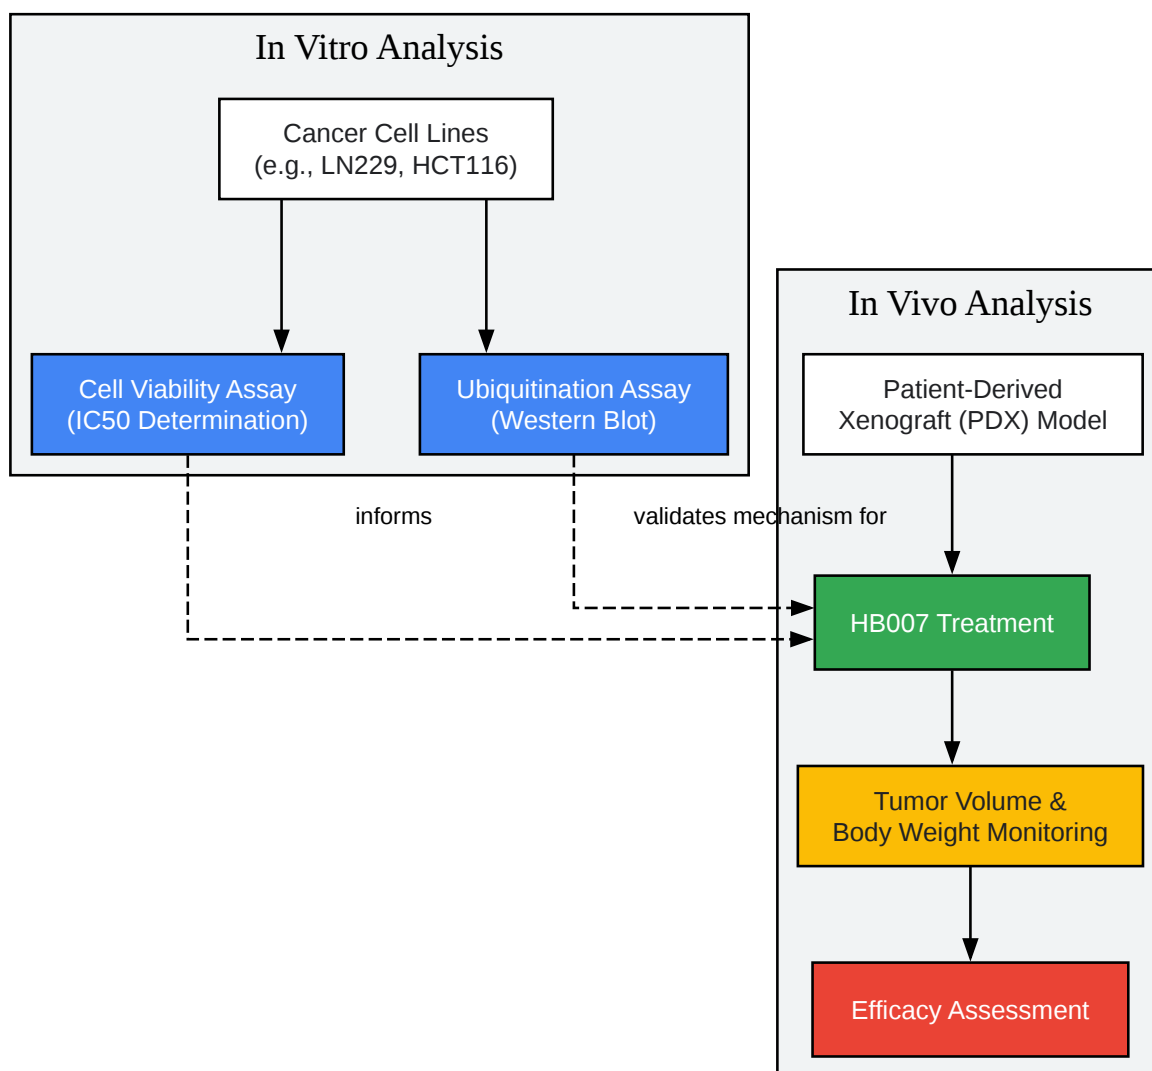 In Vitro Analysis
Cancer Cell Lines
(e.g., LN229, HCT116)
Cell Viability Assay
(IC50 Determination)
Ubiquitination Assay
(Western Blot)
informs
validates mechanism for
In Vivo Analysis
Patient-Derived
Xenograft (PDX) Model
HB007 Treatment
Tumor Volume &
Body Weight Monitoring
Efficacy Assessment